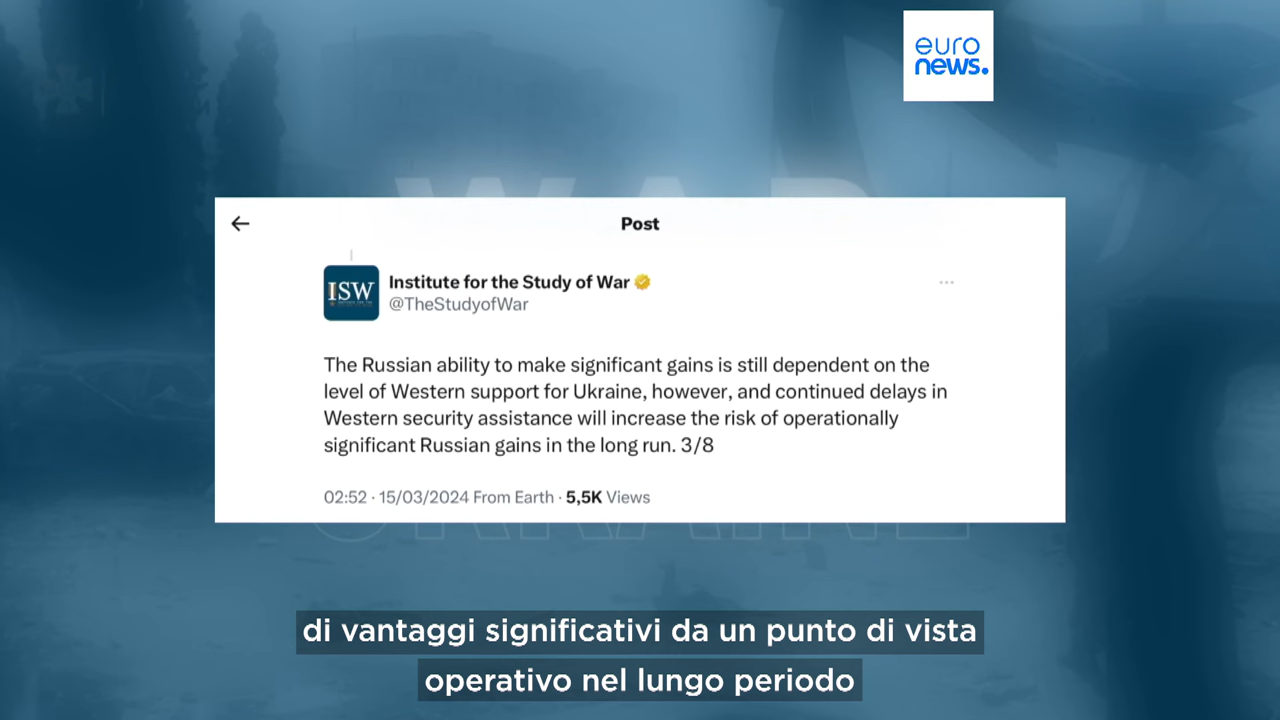 euro
news.
WAR
Post
ISW
Institute for the Study of War
@TheStudyofWar
The Russian ability to make significant gains is still dependent on the
level of Western support for Ukraine, however, and continued delays in
Western security assistance will increase the risk of operationally
significant Russian gains in the long run. 3/8
02:52 · 15/03/2024 From Earth · 5,5K Views
UKRAINE
di vantaggi significativi da un punto di vista
operativo nel lungo periodo